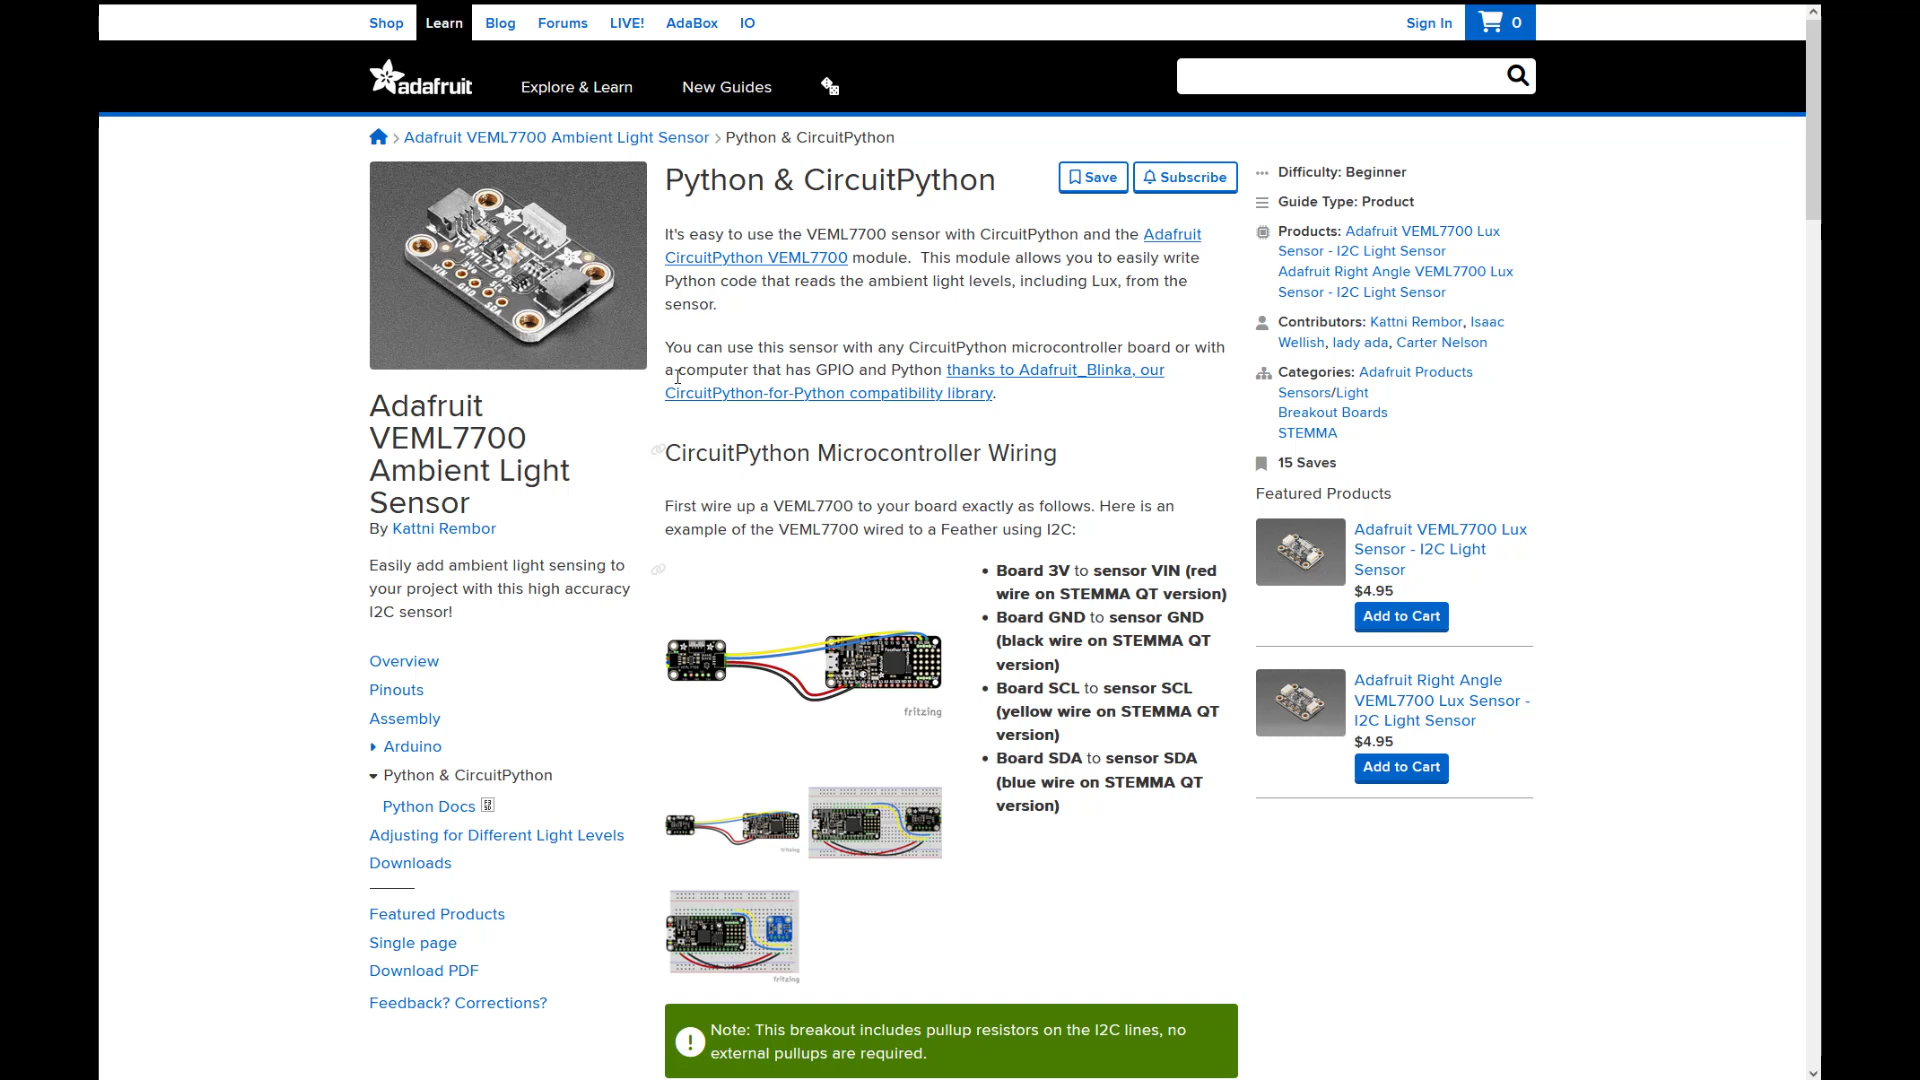 Shop Learn Blog Forums LIVE! AdaBox IO Sign In 0
adafruit Explore & Learn New Guides
Adafruit VEML7700 Ambient Light Sensor > Python & CircuitPython
VEML7700
VIN
3Vo
GND
SCL
SDA
Adafruit
VEML7700
Ambient Light
Sensor
By Kattni Rembor
Easily add ambient light sensing to
your project with this high accuracy
I2C sensor!
Overview
Pinouts
Assembly
Arduino
Python & CircuitPython
Python Docs
Adjusting for Different Light Levels
Downloads
Featured Products
Single page
Download PDF
Feedback? Corrections?
Python & CircuitPython
Save
Subscribe
It's easy to use the VEML7700 sensor with CircuitPython and the Adafruit
CircuitPython VEML7700 module. This module allows you to easily write
Python code that reads the ambient light levels, including Lux, from the
sensor.
You can use this sensor with any CircuitPython microcontroller board or with
a computer that has GPIO and Python thanks to Adafruit_Blinka, our
CircuitPython-for-Python compatibility library.
CircuitPython Microcontroller Wiring
First wire up a VEML7700 to your board exactly as follows. Here is an
example of the VEML7700 wired to a Feather using I2C:
fritzing
fritzing
fritzing
• Board 3V to sensor VIN (red
wire on STEMMA QT version)
• Board GND to sensor GND
(black wire on STEMMA QT
version)
• Board SCL to sensor SCL
(yellow wire on STEMMA QT
version)
• Board SDA to sensor SDA
(blue wire on STEMMA QT
version)
Note: This breakout includes pullup resistors on the I2C lines, no
external pullups are required.
Difficulty: Beginner
Guide Type: Product
Products: Adafruit VEML7700 Lux
Sensor - I2C Light Sensor
Adafruit Right Angle VEML7700 Lux
Sensor - I2C Light Sensor
Contributors: Kattni Rembor, Isaac
Wellish, lady ada, Carter Nelson
Categories: Adafruit Products
Sensors/Light
Breakout Boards
STEMMA
15 Saves
Featured Products
Adafruit VEML7700 Lux
Sensor - I2C Light
Sensor
$4.95
Add to Cart
Adafruit Right Angle
VEML7700 Lux Sensor -
I2C Light Sensor
$4.95
Add to Cart